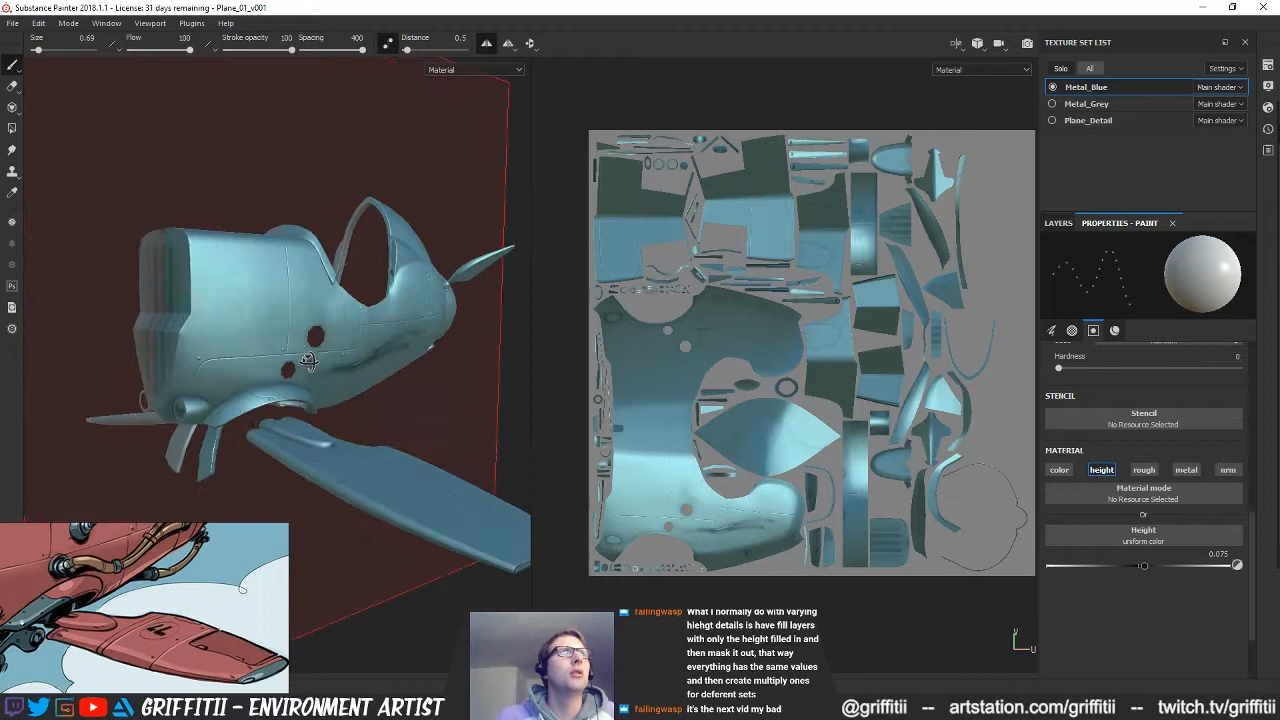 Substance Painter 2018.1.1 - License: 31 days remaining - Plane_01_v001
File Edit Mode Window Viewport Plugins Help
Size 0.69 Flow 100 Stroke opacity 100 Spacing 400 Distance 0.5
Material
Material
TEXTURE SET LIST
Solo All Settings
Metal_Blue Main shader
Metal_Grey Main shader
Plane_Detail Main shader
LAYERS PROPERTIES - PAINT
Hardness 0
STENCIL
Stencil
No Resource Selected
MATERIAL
color height rough metal nrm
Material mode
No Resource Selected
Or
Height
uniform color
0.075
Ps
U
failingwasp What I normally do with varying
hiehgt details is have fill layers
with only the height filled in and
then mask it out, that way
everything has the same values
and then create multiply ones
for deferent sets
failingwasp it's the next vid my bad
GRIFFITII - ENVIRONMENT ARTIST
@griffitii -- artstation.com/griffitii -- twitch.tv/griffitii